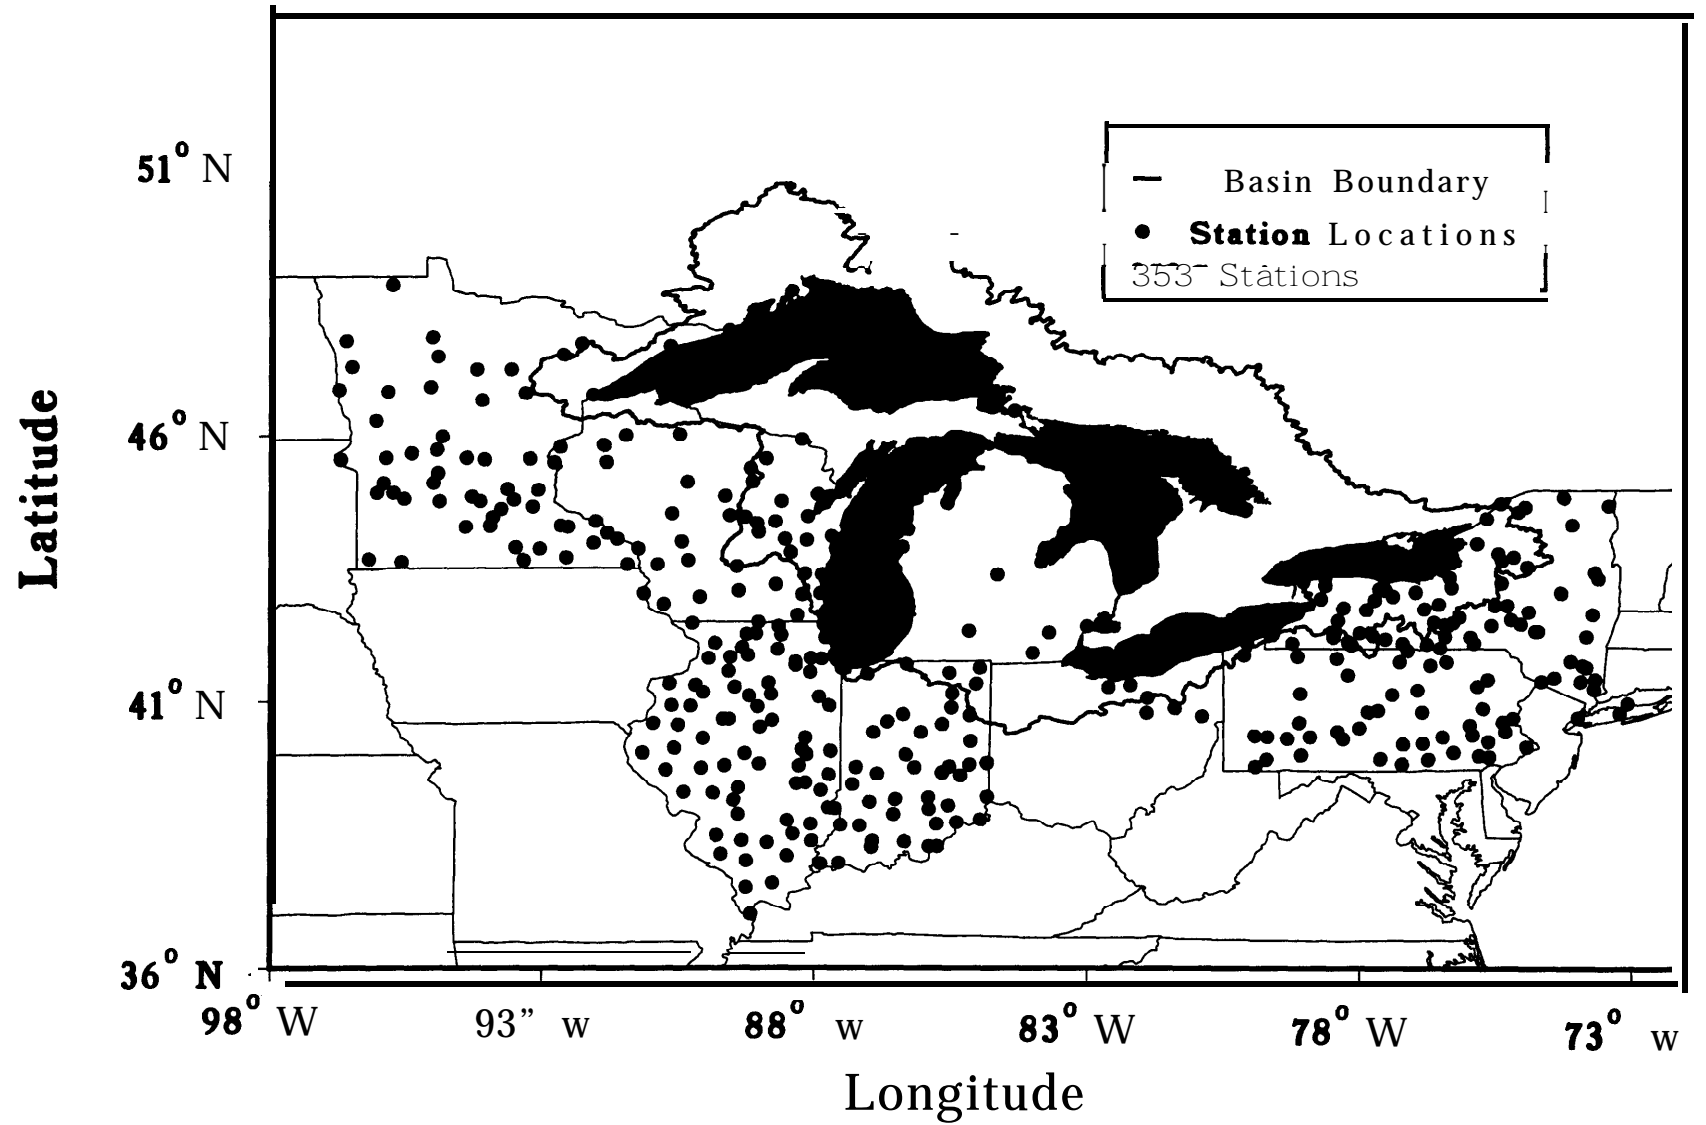 Basin Boundary
Station Locations
353 Stations
Latitude
51° N
46° N
41° N
36° N
98° W
93” w
88° w
83° W
78° W
73° w
Longitude